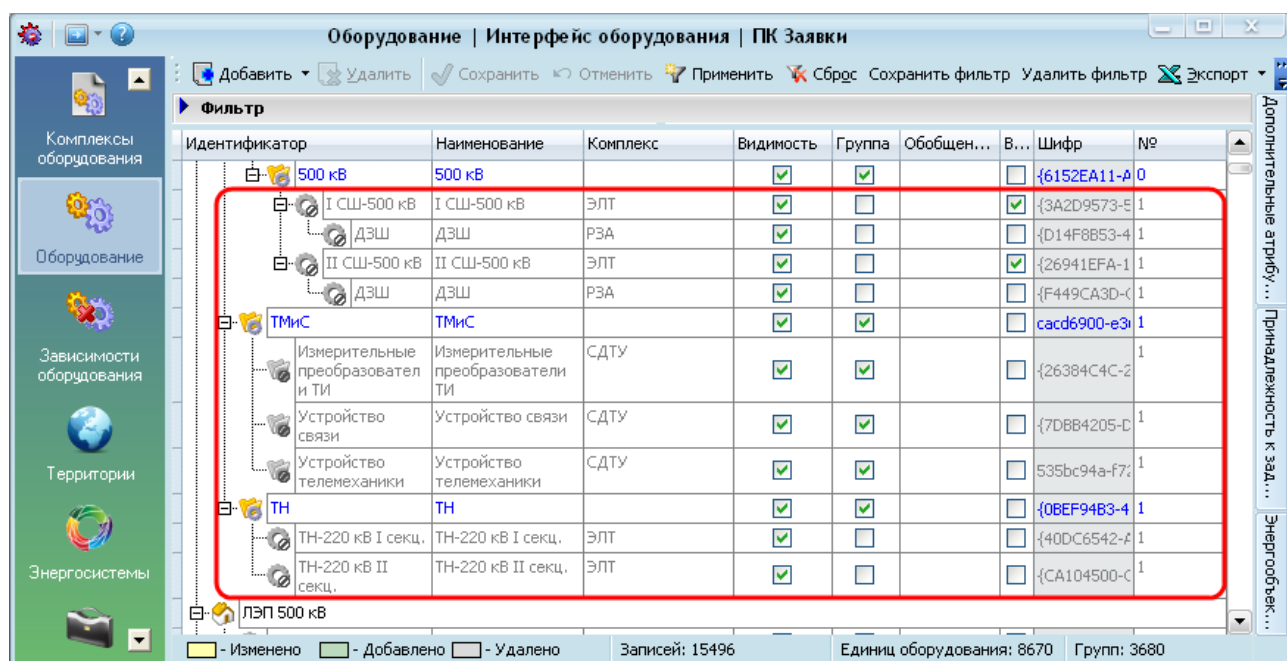 Оборудование | Интерфейс оборудования | ПК Заявки
Добавить Удалить Сохранить Отменить Применить Сброс Сохранить фильтр Удалить фильтр Экспорт
Фильтр
Комплексы
оборудования
Оборудование
Зависимости
оборудования
Территории
Энергосистемы
Идентификатор Наименование Комплекс Видимость Группа Обобщен... В... Шифр №
500 кВ 500 кВ {6152EA11-A 0
I СШ-500 кВ I СШ-500 кВ ЭЛТ {3A2D9573-5 1
ДЗШ ДЗШ РЗА {D14F8B53-4 1
II СШ-500 кВ II СШ-500 кВ ЭЛТ {26941EFA-1 1
ДЗШ ДЗШ РЗА {F449CA3D- 1
ТМиС ТМиС cacd6900-e3 1
Измерительные Измерительные СДТУ 1
преобразовател преобразователи {26384C4C-2
и ТИ ТИ
Устройство Устройство связи СДТУ {7DBB4205- 1
связи
Устройство Устройство СДТУ 535bc94a-f7 1
телемеханики телемеханики
ТН ТН {0BEF94B3-4 1
ТН-220 кВ I секц. ТН-220 кВ I секц. ЭЛТ {40DC6542- 1
ТН-220 кВ II ТН-220 кВ II секц. ЭЛТ {CA104500- 1
секц.
ЛЭП 500 кВ
Дополнительные атрибу...
Принадлежность к зад...
Энергообъек...
- Изменено - Добавлено - Удалено Записей: 15496 Единиц оборудования: 8670 Групп: 3680